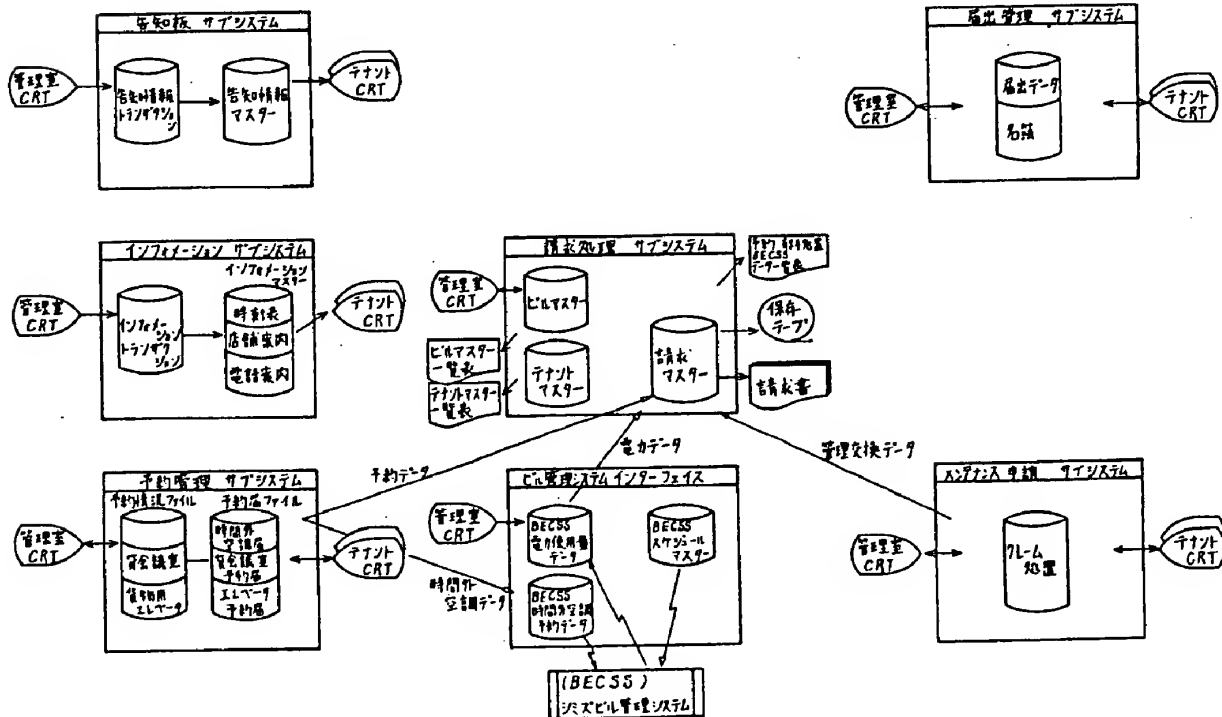 告知板 サブシステム
管理室
CRT
告知情報
トランザクション
告知情報
マスター
テナント
CRT
届出管理 サブシステム
管理室
CRT
届出データ
名簿
テナント
CRT
インフォメーション サブシステム
管理室
CRT
インフォメーション
トランザクション
インフォメーション
マスター
時刻表
店舗案内
電話案内
テナント
CRT
請求処理 サブシステム
管理室
CRT
ビルマスター
テナント
マスター
ビルマスター
一覧表
テナントマスター
一覧表
請求
マスター
BECSS
データ一覧表
保存
テープ
請求書
予約データ
電力データ
管理交換データ
予約管理 サブシステム
予約情況ファイル
予約届ファイル
管理室
CRT
貸会議室
貨物用
エレベータ
時間外
空調届
貸会議室
予約届
エレベータ
予約届
テナント
CRT
時間外
空調データ
ビル管理システムインターフェイス
管理室
CRT
BECSS
電力使用量
データ
BECSS
スケジュール
マスター
BECSS
時間外空調
予約データ
(BECSS)
シミズビル管理システム
メンテナンス申請 サブシステム
管理室
CRT
クレーム
処置
テナント
CRT